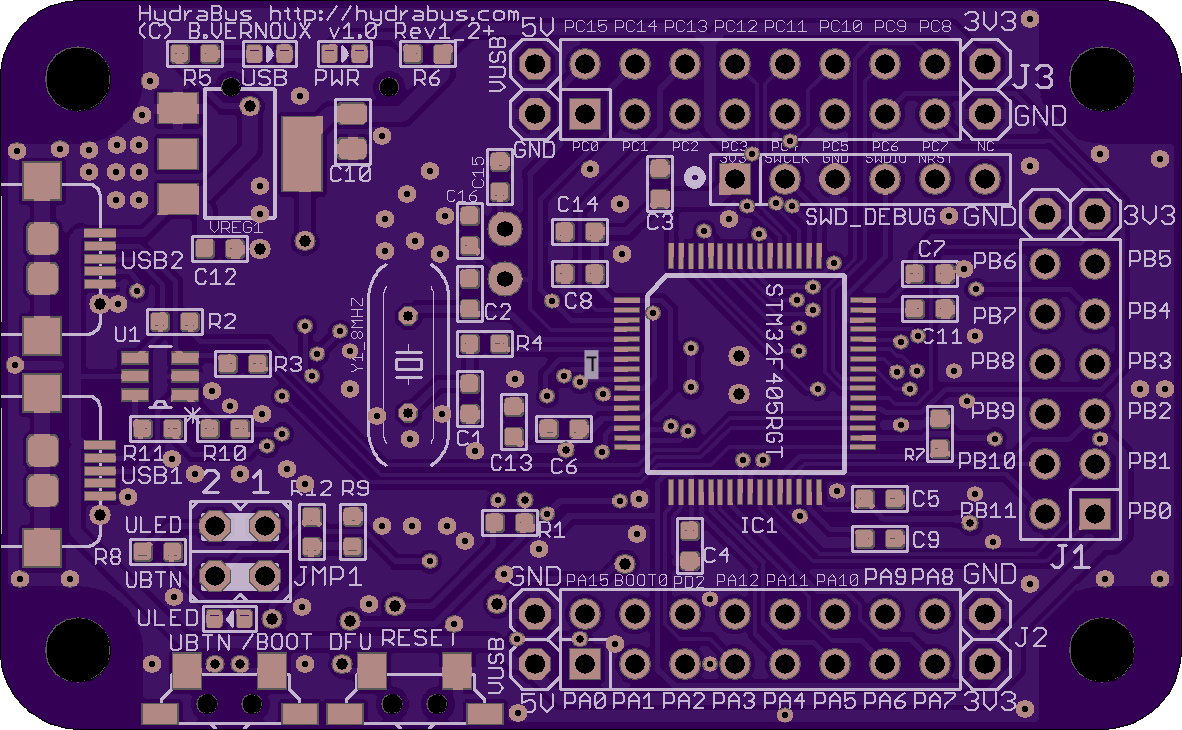 HydraBus http://hydrabus.com
(C) B.VERNOUX v1.0 Rev1_2+
R5 USB PWR R6
5V PC15 PC14 PC13 PC12 PC11 PC10 PC9 PC8 3V3
VUSB
J3
GND
GND PC0 PC1 PC2 PC3 PC4 PC5 PC6 PC7 NC
3V3 SWCLK GND SWDIO NRST
SWD_DEBUG
C10
C15
C16
C14
C3
VREG1
C12
USB2
GND 3V3
PB6 PB5
PB7 PB4
PB8 PB3
PB9 PB2
PB10 PB1
PB11 PB0
J1
C7
C11
C8
C2
R2
U1
R3
Y1_8MHZ
R4
T
STM32F405RGT
C1
C13
C6
R7
R11 R10
USB1
2 1
R12 R9
ULED
R8
UBTN
JMP1
R1
IC1
C5
C9
C4
ULED
UBTN /BOOT DFU RESET
GND PA15 BOOT0 PD2 PA12 PA11 PA10 PA9 PA8 GND
VUSB
J2
5V PA0 PA1 PA2 PA3 PA4 PA5 PA6 PA7 3V3